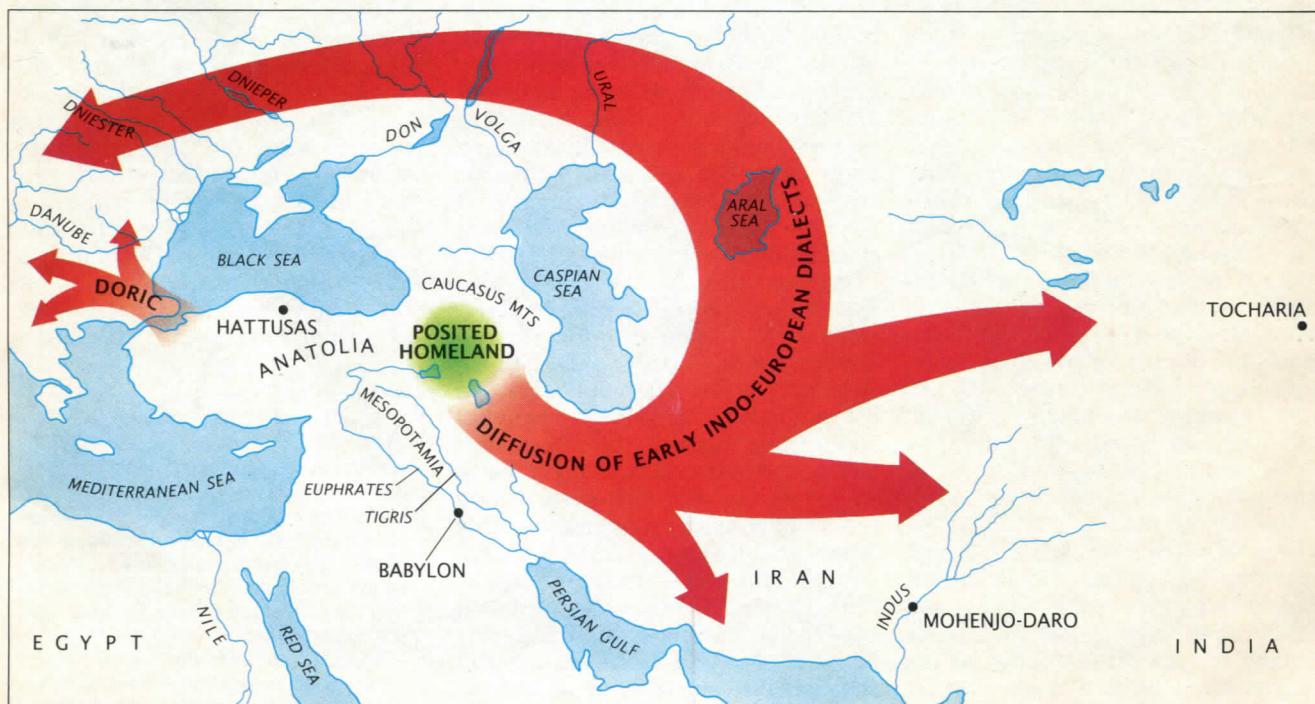 DNIEPER
URAL
DNIESTER
DON
VOLGA
DANUBE
ARAL
SEA
BLACK SEA
CASPIAN
SEA
CAUCASUS MTS
DORIC
HATTUSAS
POSITED
HOMELAND
TOCHARIA
ANATOLIA
DIFFUSION OF EARLY INDO-EUROPEAN DIALECTS
MESOPOTAMIA
MEDITERRANEAN SEA
EUPHRATES
TIGRIS
BABYLON
IRAN
INDUS
MOHENJO-DARO
NILE
PERSIAN GULF
EGYPT
RED SEA
INDIA